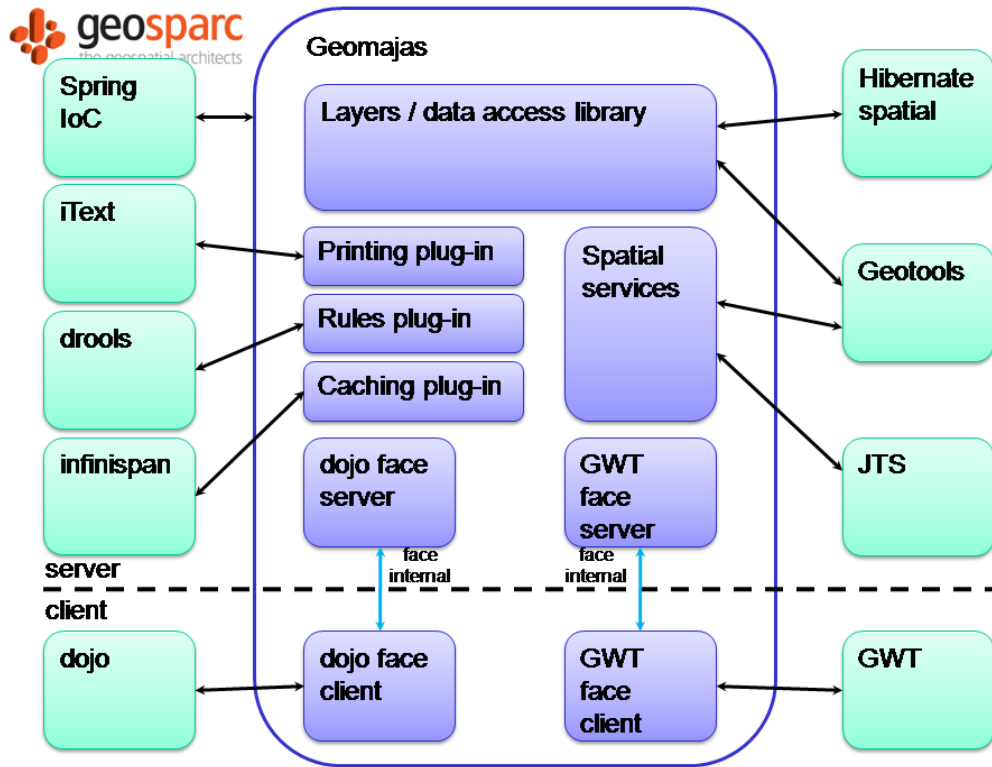 geosparc
the geospatial architects
Geomajas
Spring
IoC
Layers / data access library
Hibernate
spatial
iText
Printing plug-in
Spatial
services
Geotools
Rules plug-in
drools
Caching plug-in
infinispan
dojo face
server
GWT
face
server
JTS
face
internal
face
internal
server
client
dojo
dojo face
client
GWT
face
client
GWT